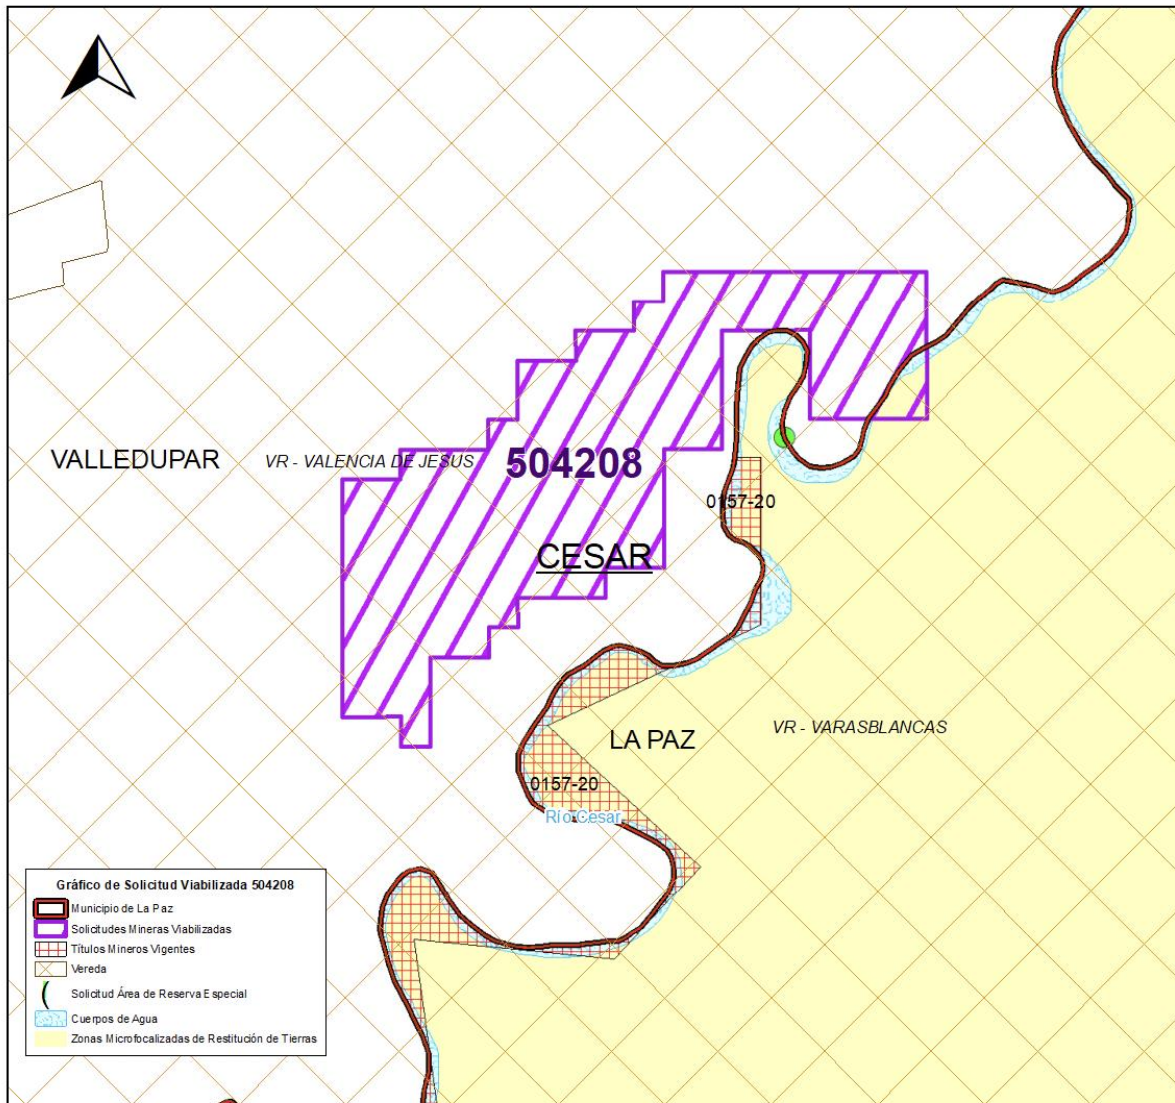 VALLEDUPAR
VR - VALENCIA DE JESUS
504208
0157-20
CESAR
VR - VARASBLANCAS
LA PAZ
0157-20
Río Cesar
Gráfico de Solicitud Viabilizada 504208
Municipio de La Paz
Solicitudes Mineras Viabilizadas
Títulos Mineros Vigentes
Vereda
Solicitud Área de Reserva Especial
Cuerpos de Agua
Zonas Microfocalizadas de Restitución de Tierras